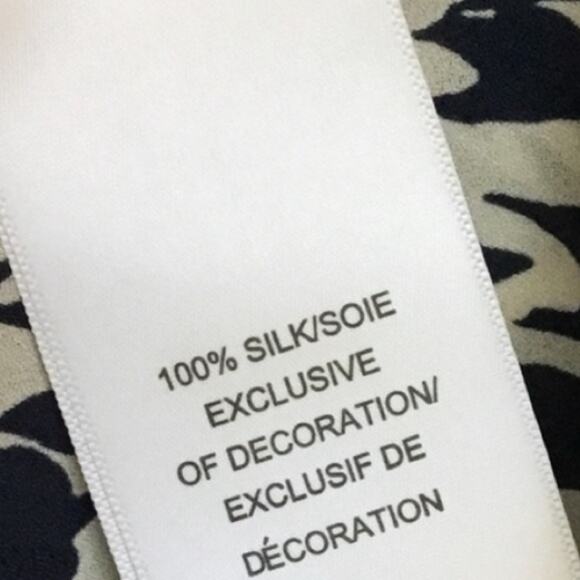 100% SILK/SOIE
EXCLUSIVE
OF DECORATION/
EXCLUSIF DE
DÉCORATION